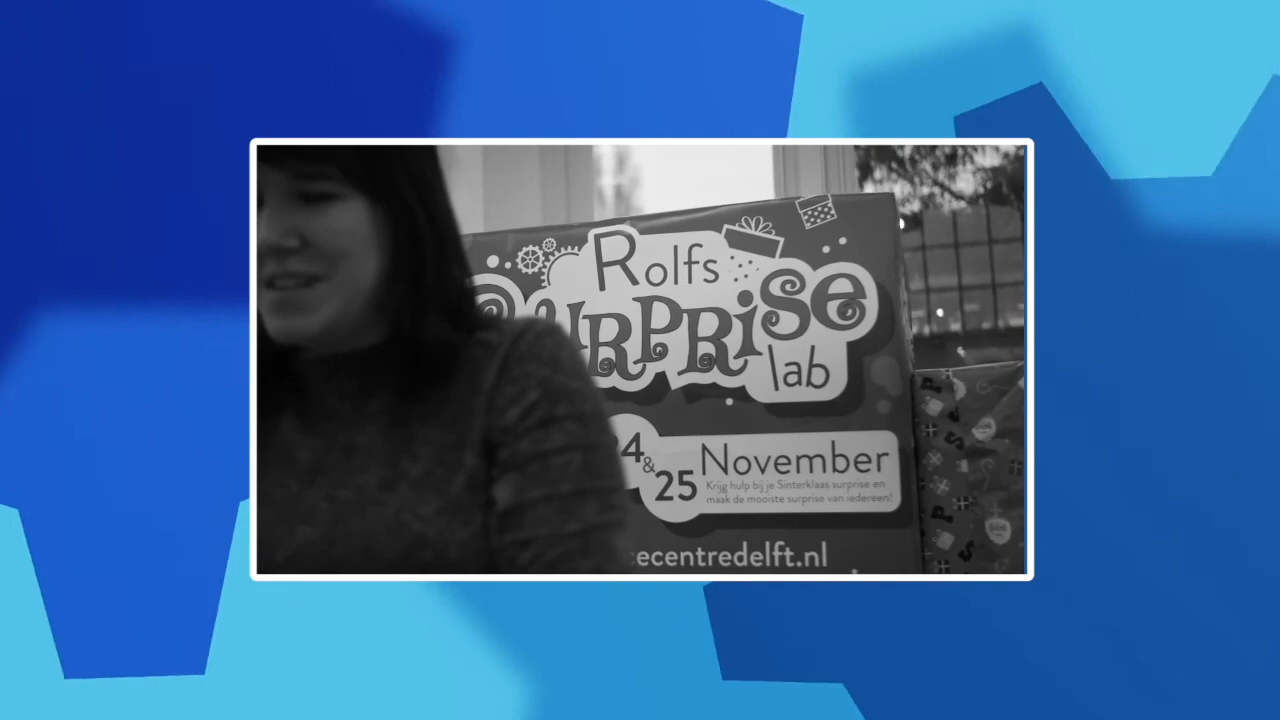 Rolfs
SURPRiSe
lab
4 & 25 November
Krijg hulp bij je Sinterklaas surprise en
maak de mooiste surprise van iedereen!
ecentredelft.nl
P
S
P
S